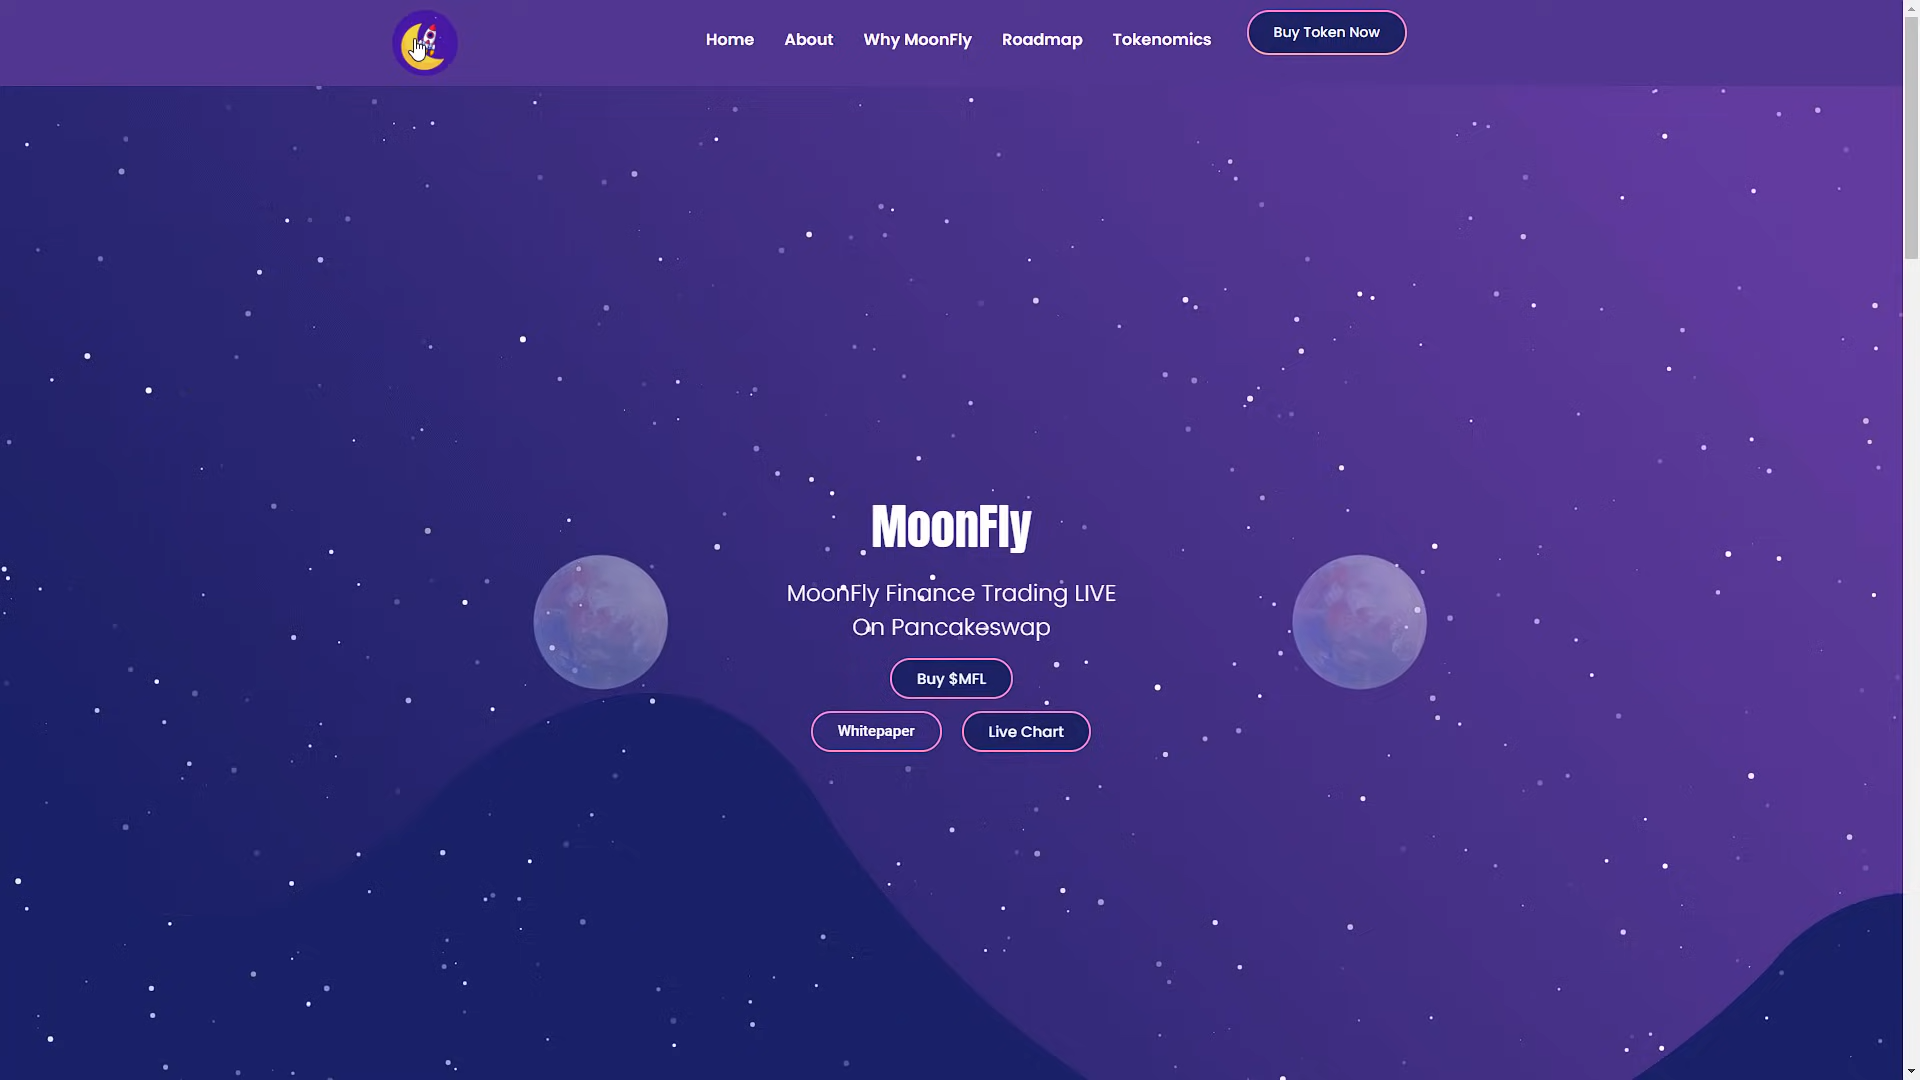 Home About Why MoonFly Roadmap Tokenomics Buy Token Now
MoonFly
MoonFly Finance Trading LIVE
On Pancakeswap
Buy $MFL
Whitepaper Live Chart